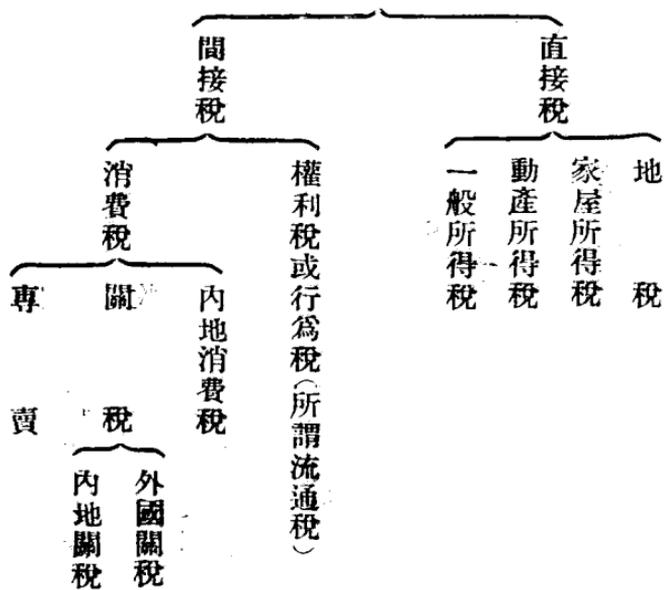 直接稅
地稅
家屋所得稅
動產所得稅
一般所得稅
間接稅
權利稅或行爲稅(所謂流通稅)
消費稅
內地消費稅
關稅
外國關稅
內地關稅
專賣